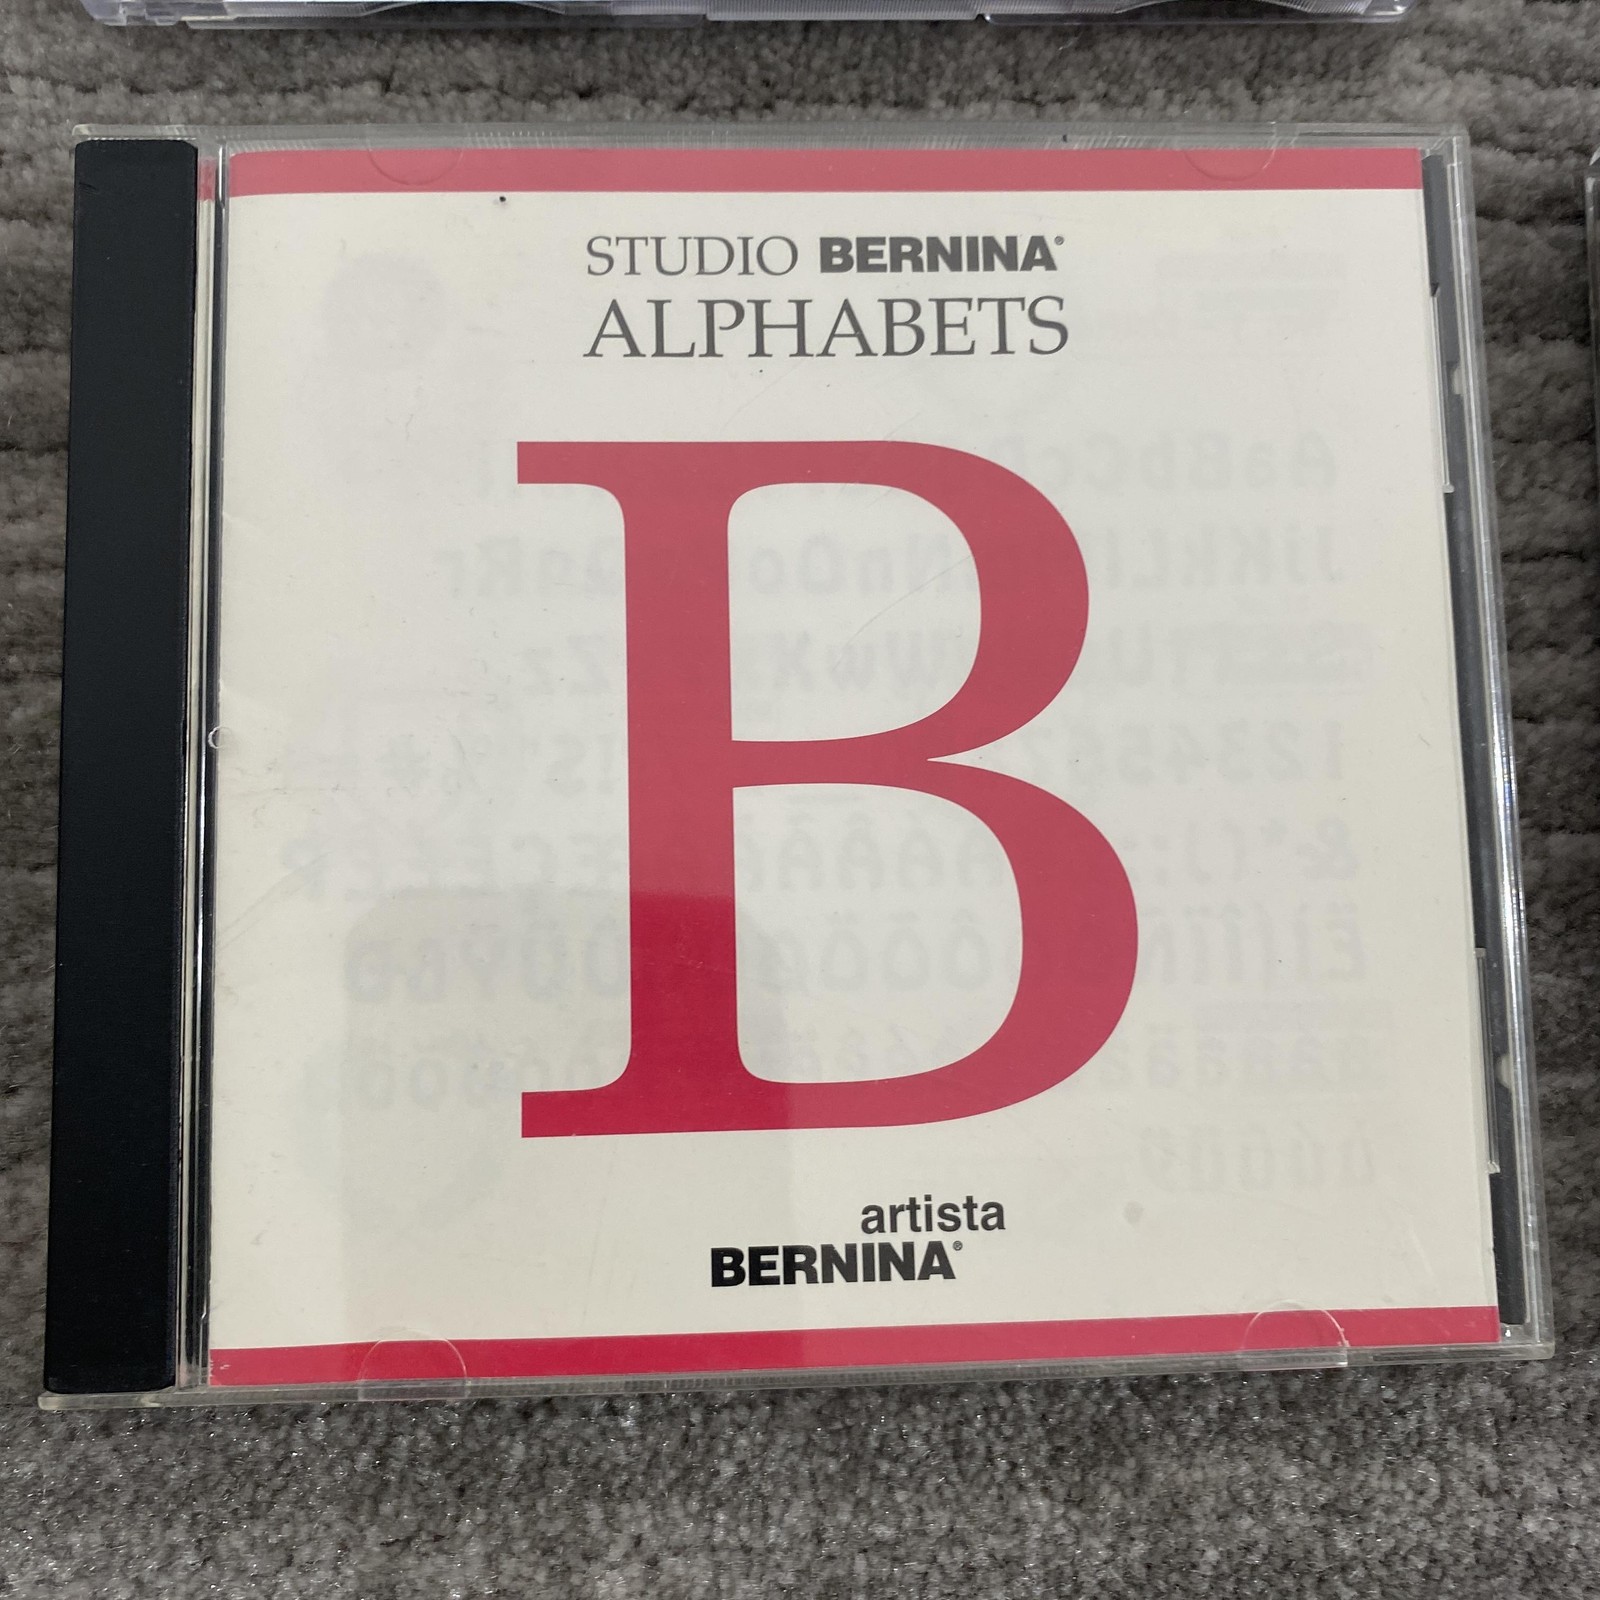 STUDIO BERNINA®
ALPHABETS
B
artista
BERNINA®